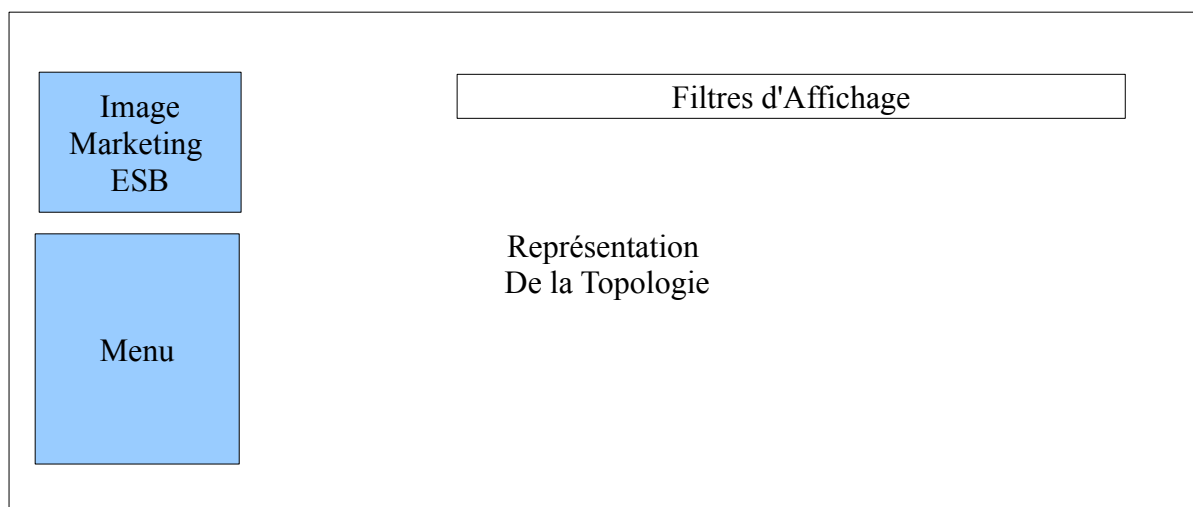 Image
Marketing
ESB
Filtres d'Affichage
Représentation
De la Topologie
Menu